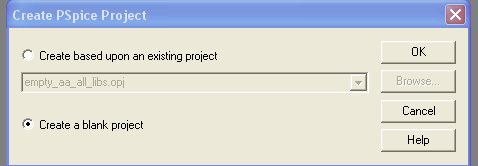 Create PSpice Project
Create based upon an existing project
OK
empty_aa_all_libs.opj
Browse...
Create a blank project
Cancel
Help